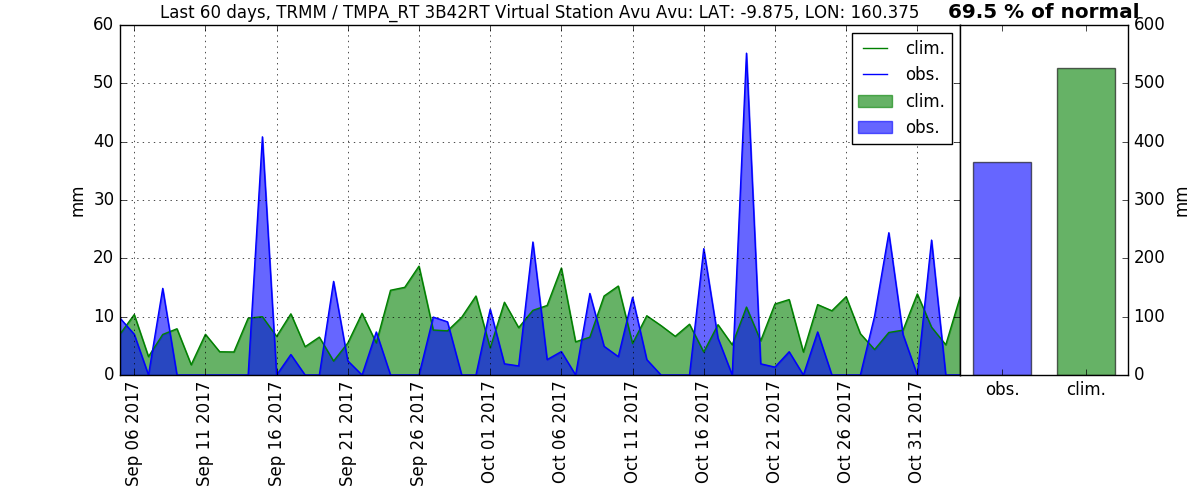 Last 60 days, TRMM / TMPA_RT 3B42RT Virtual Station Avu Avu: LAT: -9.875, LON: 160.375
69.5 % of normal
60
50
40
30
20
10
0
mm
clim.
obs.
clim.
obs.
Sep 06 2017
Sep 11 2017
Sep 16 2017
Sep 21 2017
Sep 26 2017
Oct 01 2017
Oct 06 2017
Oct 11 2017
Oct 16 2017
Oct 21 2017
Oct 26 2017
Oct 31 2017
600
500
400
300
200
100
0
mm
obs.
clim.